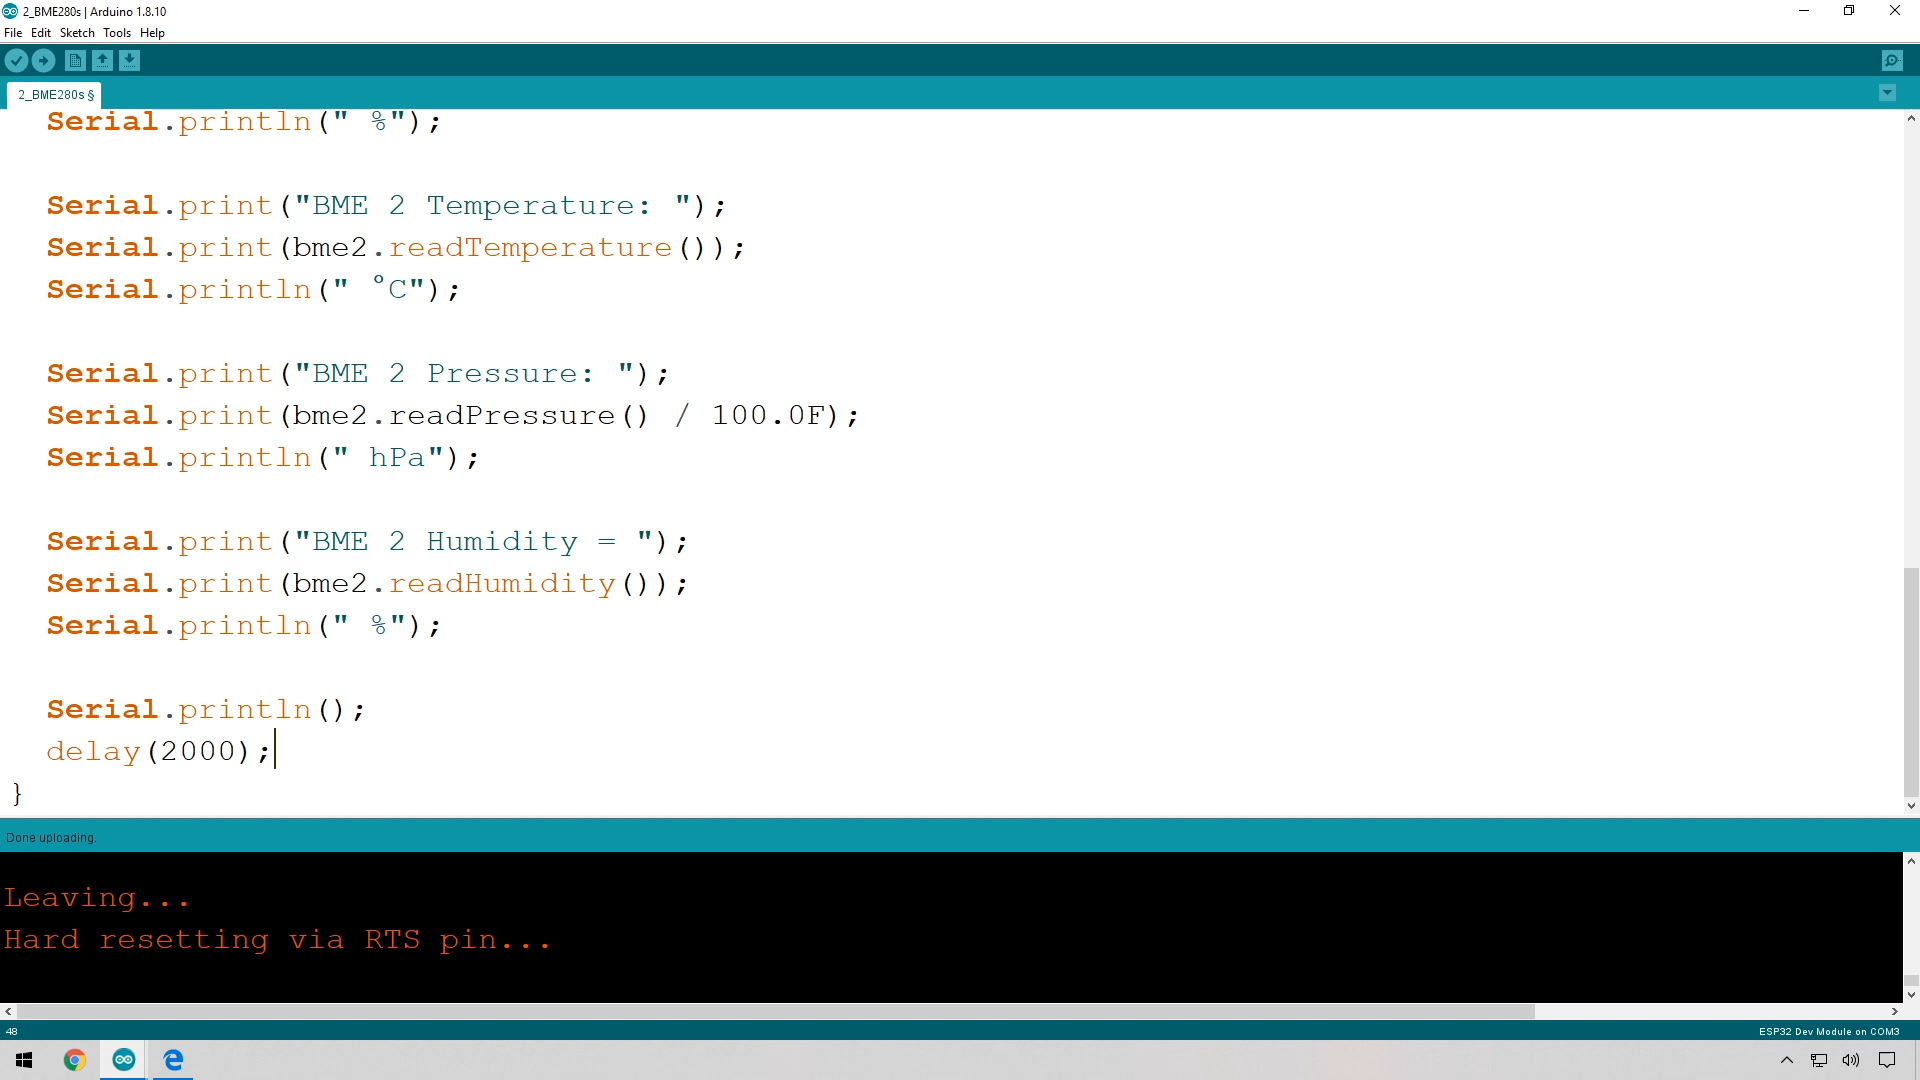 2_BME280s | Arduino 1.8.10
File Edit Sketch Tools Help
2_BME280s §
Serial.println(" %");
Serial.print("BME 2 Temperature: ");
Serial.print(bme2.readTemperature());
Serial.println(" ºC");
Serial.print("BME 2 Pressure: ");
Serial.print(bme2.readPressure() / 100.0F);
Serial.println(" hPa");
Serial.print("BME 2 Humidity = ");
Serial.print(bme2.readHumidity());
Serial.println(" %");
Serial.println();
delay(2000);
}
Done uploading.
Leaving...
Hard resetting via RTS pin...
48
ESP32 Dev Module on COM3